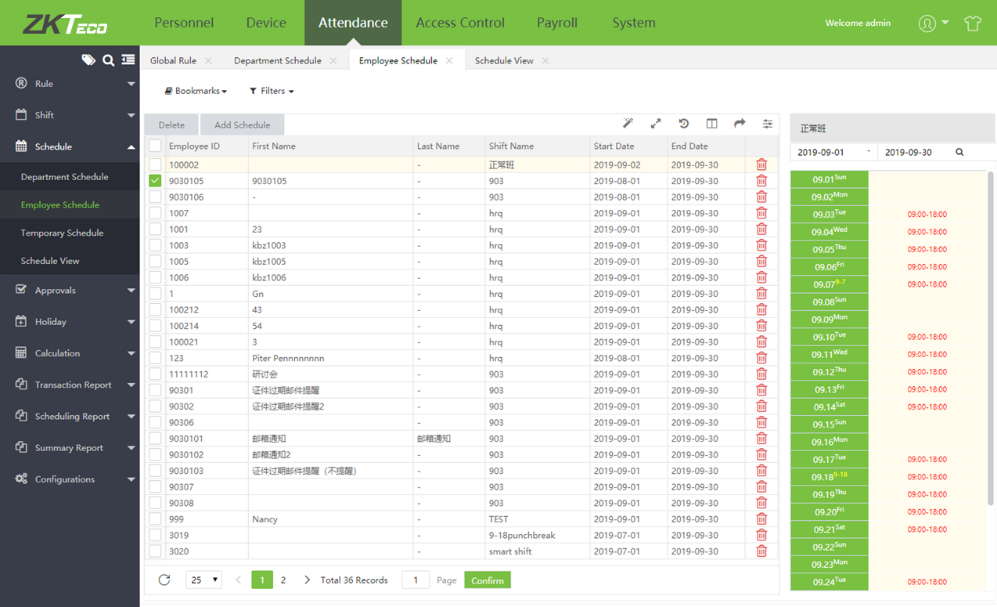 ZKTeco Personnel Device Attendance Access Control Payroll System Welcome admin
Global Rule Department Schedule Employee Schedule Schedule View
Bookmarks Filters
Rule
Shift
Schedule
Department Schedule
Employee Schedule
Temporary Schedule
Schedule View
Approvals
Holiday
Calculation
Transaction Report
Scheduling Report
Summary Report
Configurations
Delete Add Schedule
Employee ID First Name Last Name Shift Name Start Date End Date
100002 - 正常班 2019-09-02 2019-09-30
9030105 9030105 - 903 2019-08-01 2019-09-30
9030106 - - 903 2019-08-01 2019-09-30
1007 - hrq 2019-09-01 2019-09-30
1001 23 - hrq 2019-09-01 2019-09-30
1003 kbz1003 - hrq 2019-09-01 2019-09-30
1005 kbz1005 - hrq 2019-09-01 2019-09-30
1006 kbz1006 - hrq 2019-09-01 2019-09-30
1 Gn - hrq 2019-09-01 2019-09-30
100212 43 - hrq 2019-09-01 2019-09-30
100214 54 - hrq 2019-09-01 2019-09-30
100021 3 - hrq 2019-09-01 2019-09-30
123 Piter Pennnnnnnn - hrq 2019-08-01 2019-09-30
11111112 研讨会 - 903 2019-09-01 2019-09-30
90301 证件过期邮件提醒 - 903 2019-09-01 2019-09-30
90302 证件过期邮件提醒2 - 903 2019-09-01 2019-09-30
90306 - 903 2019-09-01 2019-09-30
9030101 邮箱通知 邮箱通知 903 2019-09-01 2019-09-30
9030102 邮箱通知2 - 903 2019-09-01 2019-09-30
9030103 证件过期邮件提醒（不提醒） - 903 2019-09-01 2019-09-30
90307 - 903 2019-09-01 2019-09-30
90308 - 903 2019-09-01 2019-09-30
999 Nancy - TEST 2019-09-01 2019-09-30
3019 - 9-18punchbreak 2019-07-01 2019-09-30
3020 - smart shift 2019-07-01 2019-09-30
25 1 2 Total 36 Records 1 Page Confirm
正常班
2019-09-01 - 2019-09-30
09.01Sun
09.02Mon
09.03Tue 09:00-18:00
09.04Wed 09:00-18:00
09.05Thu 09:00-18:00
09.06Fri 09:00-18:00
09.07 9-7 09:00-18:00
09.08Sun
09.09Mon
09.10Tue 09:00-18:00
09.11Wed 09:00-18:00
09.12Thu 09:00-18:00
09.13Fri 09:00-18:00
09.14Sat 09:00-18:00
09.15Sun
09.16Mon
09.17Tue 09:00-18:00
09.18 9-18 09:00-18:00
09.19Thu 09:00-18:00
09.20Fri 09:00-18:00
09.21Sat 09:00-18:00
09.22Sun
09.23Mon
09.24Tue 09:00-18:00